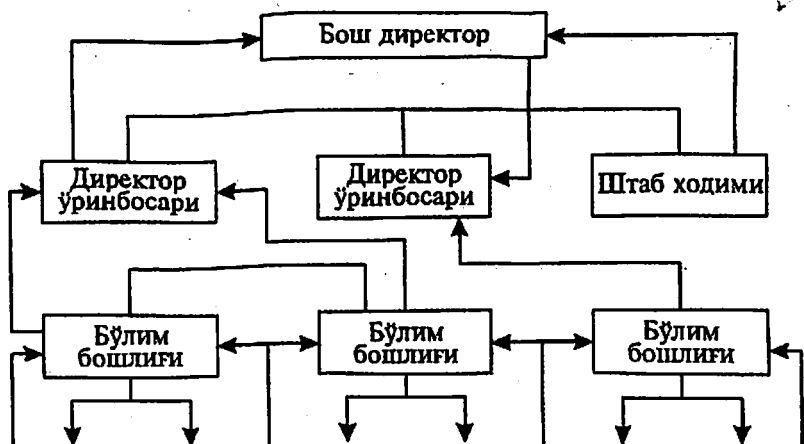 Бош директор
Директор
ўринбосари
Директор
ўринбосари
Штаб ходими
Бўлим
бошлиғи
Бўлим
бошлиғи
Бўлим
бошлиғи